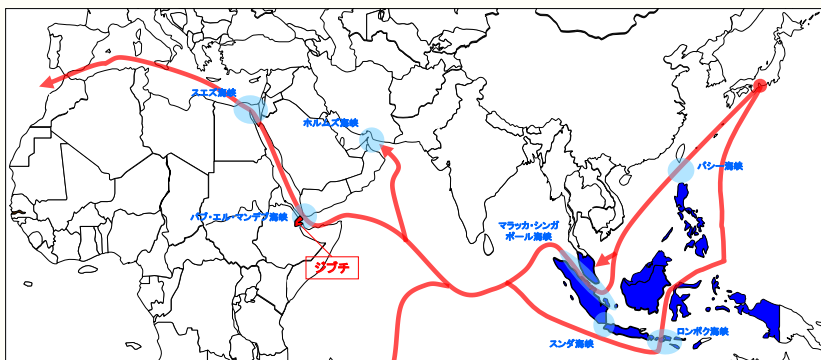 スエズ海峡
ホルムズ海峡
バシー海峡
バブ・エル・マンデブ海峡
マラッカ・シンガ
ポール海峡
ジブチ
スンダ海峡
ロンボク海峡